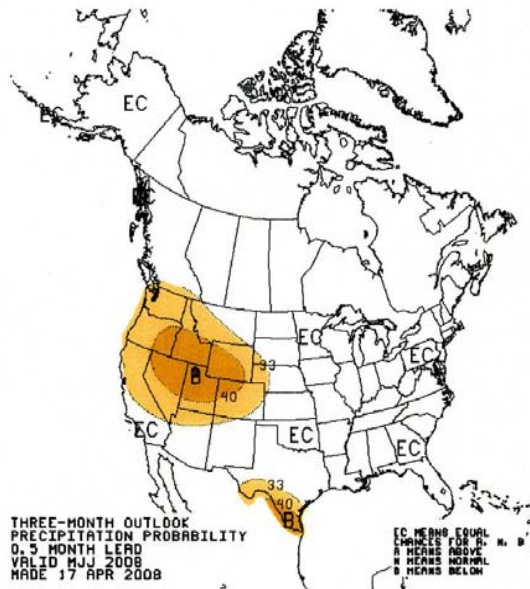 EC
EC
EC
33
EC
B
40
EC
EC
EC
33
40
B
THREE-MONTH OUTLOOK
PRECIPITATION PROBABILITY
0.5 MONTH LEAD
VALID MJJ 2008
MADE 17 APR 2008
EC MEANS EQUAL
CHANCES FOR A, N, B
A MEANS ABOVE
N MEANS NORMAL
B MEANS BELOW